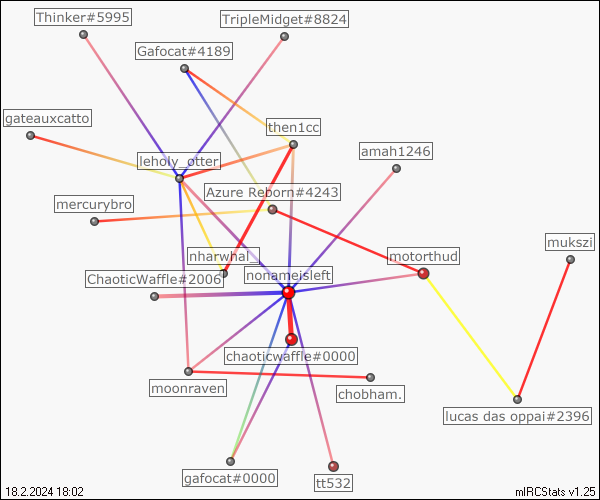 Thinker#5995
TripleMidget#8824
Gafocat#4189
gateauxcatto
then1cc
amah1246
leholy_otter
Azure Reborn#4243
mercurybro
mukszi
nharwhal_
motorthud
nonameisleft
ChaoticWaffle#2006
chaoticwaffle#0000
moonraven
chobham.
lucas das oppai#2396
gafocat#0000
tt532
18.2.2024 18:02
mIRCStats v1.25